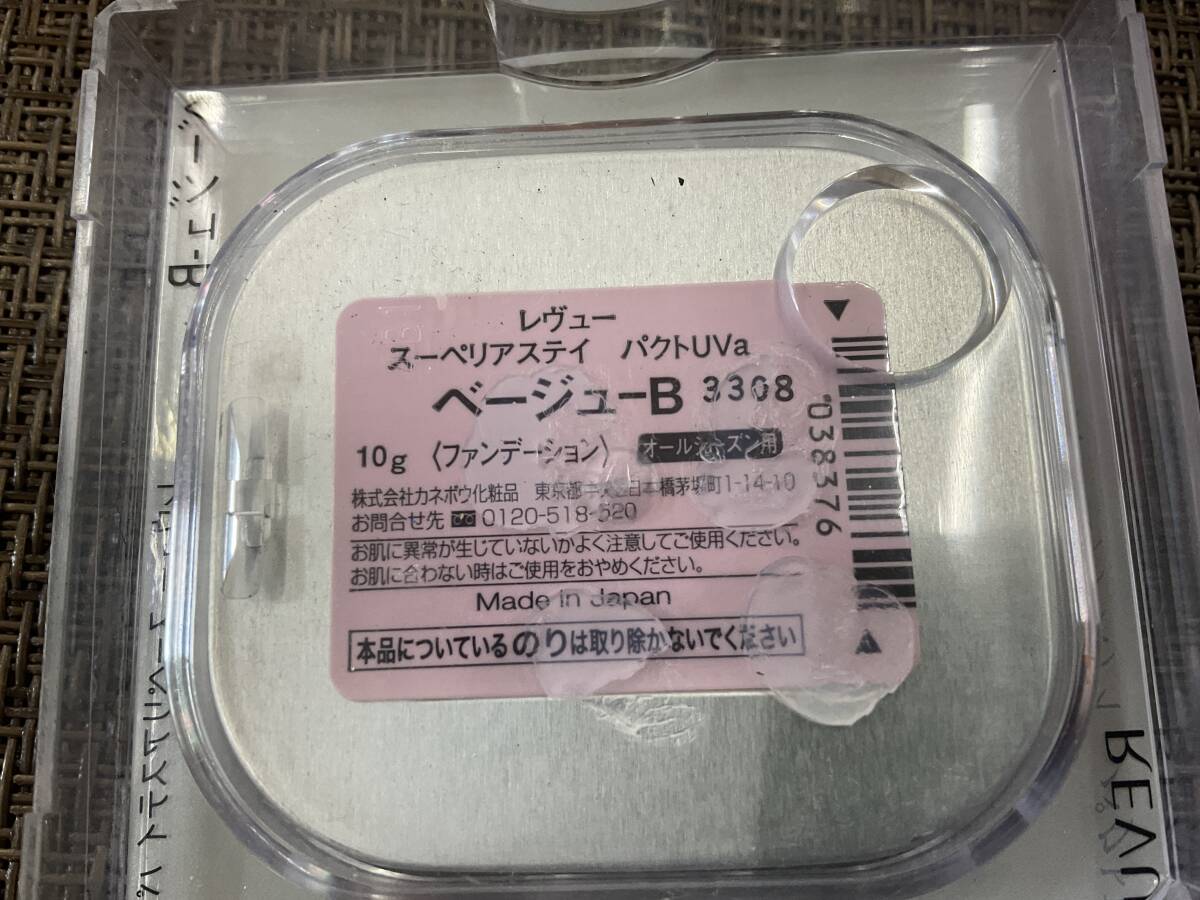 レヴュー
スーペリアステイ パクトUVa
ベージュ-B 3308
10g 〈ファンデーション〉 オールシーズン用
株式会社カネボウ化粧品 東京都中央区日本橋茅場町1-14-10
お問合せ先 0120-518-520
お肌に異常が生じていないかよく注意してご使用ください。
お肌に合わない時はご使用をおやめください。
Made in Japan
本品についているのりは取り除かないでください
038376